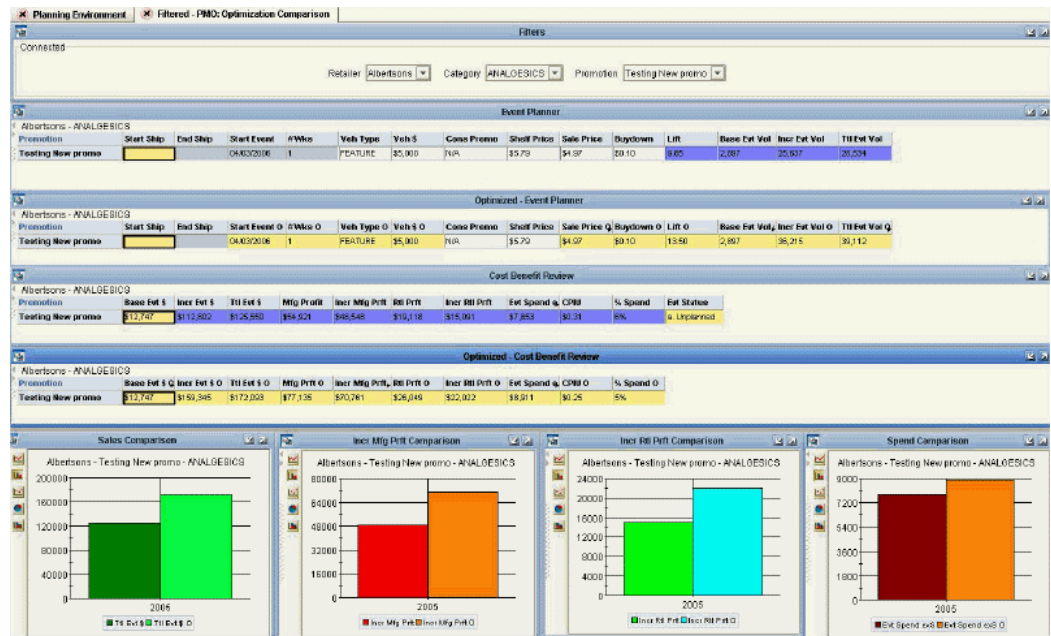 Planning Environment Filtered - PMO: Optimization Comparison
Filters
Connected
Retailer Albertsons Category ANALGESICS Promotion Testing New promo
Event Planner
Albertsons - ANALGESICS
Promotion Start Ship End Ship Start Event #Wks Veh Type Veh $ Cons Promo Shelf Price Sale Price Buydown Lift Base Evt Vol Incr Evt Vol Ttl Evt Vol
Testing New promo 04/03/2006 1 FEATURE $5,000 N/A $5.79 $4.97 $0.10 2,897
Optimized - Event Planner
Albertsons - ANALGESICS
Promotion Start Ship End Ship Start Event O #Wks O Veh Type O Veh $ O Cons Promo Shelf Price Sale Price O Buydown O Lift O Base Evt Vol Incr Evt Vol O Ttl Evt Vol O
Testing New promo 04/03/2006 1 FEATURE $5,000 N/A $5.79 $4.97 $0.10 13.50 2,897 36,215 39,112
Cost Benefit Review
Albertsons - ANALGESICS
Promotion Base Evt $ Incr Evt $ Ttl Evt $ Mfg Profit Incr Mfg Prft Rtl Prft Incr Rtl Prft Evt Spend CPIU % Spend Evt Status
Testing New promo $12,747 $112,802 $125,550 $54,921 $48,548 $19,118 $15,091 $7,853 $0.31 6% a. Unplanned
Optimized - Cost Benefit Review
Albertsons - ANALGESICS
Promotion Base Evt $ O Incr Evt $ O Ttl Evt $ O Mfg Prft O Incr Mfg Prft Rtl Prft O Incr Rtl Prft O Evt Spend CPIU O % Spend O
Testing New promo $12,747 $159,345 $172,093 $77,135 $70,761 $26,049 $22,022 $8,911 $0.25 5%
Sales Comparison
Albertsons - Testing New promo - ANALGESICS
200000
160000
120000
80000
40000
0
2006
Ttl Evt $ Ttl Evt $ O
Incr Mfg Prft Comparison
Albertsons - Testing New promo - ANALGESICS
80000
64000
48000
32000
16000
0
2005
Incr Mfg Prft Incr Mfg Prft O
Incr Rtl Prft Comparison
Albertsons - Testing New promo - ANALGESICS
24000
20000
16000
12000
8000
4000
0
2005
Incr Rtl Prft Incr Rtl Prft O
Spend Comparison
Albertsons - Testing New promo - ANALGESICS
9000
7200
5400
3600
1800
0
2005
Evt Spend ex$ Evt Spend ex$ O